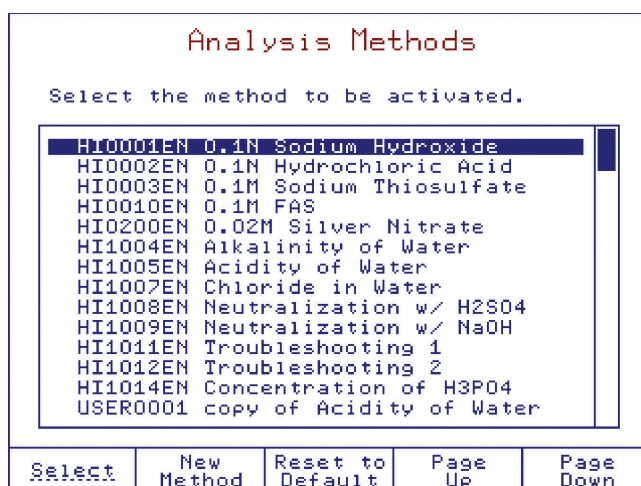 Analysis Methods
Select the method to be activated.
HI0001EN 0.1N Sodium Hydroxide
HI0002EN 0.1N Hydrochloric Acid
HI0003EN 0.1M Sodium Thiosulfate
HI0010EN 0.1M FAS
HI0200EN 0.02M Silver Nitrate
HI1004EN Alkalinity of Water
HI1005EN Acidity of Water
HI1007EN Chloride in Water
HI1008EN Neutralization w/ H2SO4
HI1009EN Neutralization w/ NaOH
HI1011EN Troubleshooting 1
HI1012EN Troubleshooting 2
HI1014EN Concentration of H3PO4
USER0001 copy of Acidity of Water
Select
New Method
Reset to Default
Page Up
Page Down